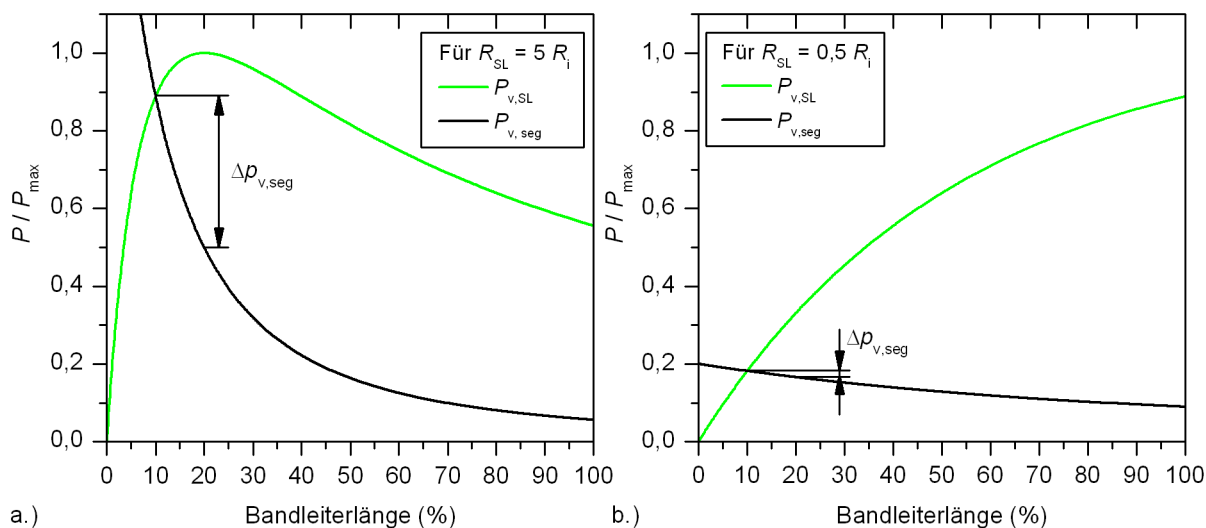 Für R_SL = 5 R_i
P_v,SL
P_v, seg
Δp_v,seg
P / P_max
1,0
0,8
0,6
0,4
0,2
0,0
0 10 20 30 40 50 60 70 80 90 100
Bandleiterlänge (%)
a.)
Für R_SL = 0,5 R_i
P_v,SL
P_v, seg
Δp_v,seg
P / P_max
1,0
0,8
0,6
0,4
0,2
0,0
0 10 20 30 40 50 60 70 80 90 100
Bandleiterlänge (%)
b.)